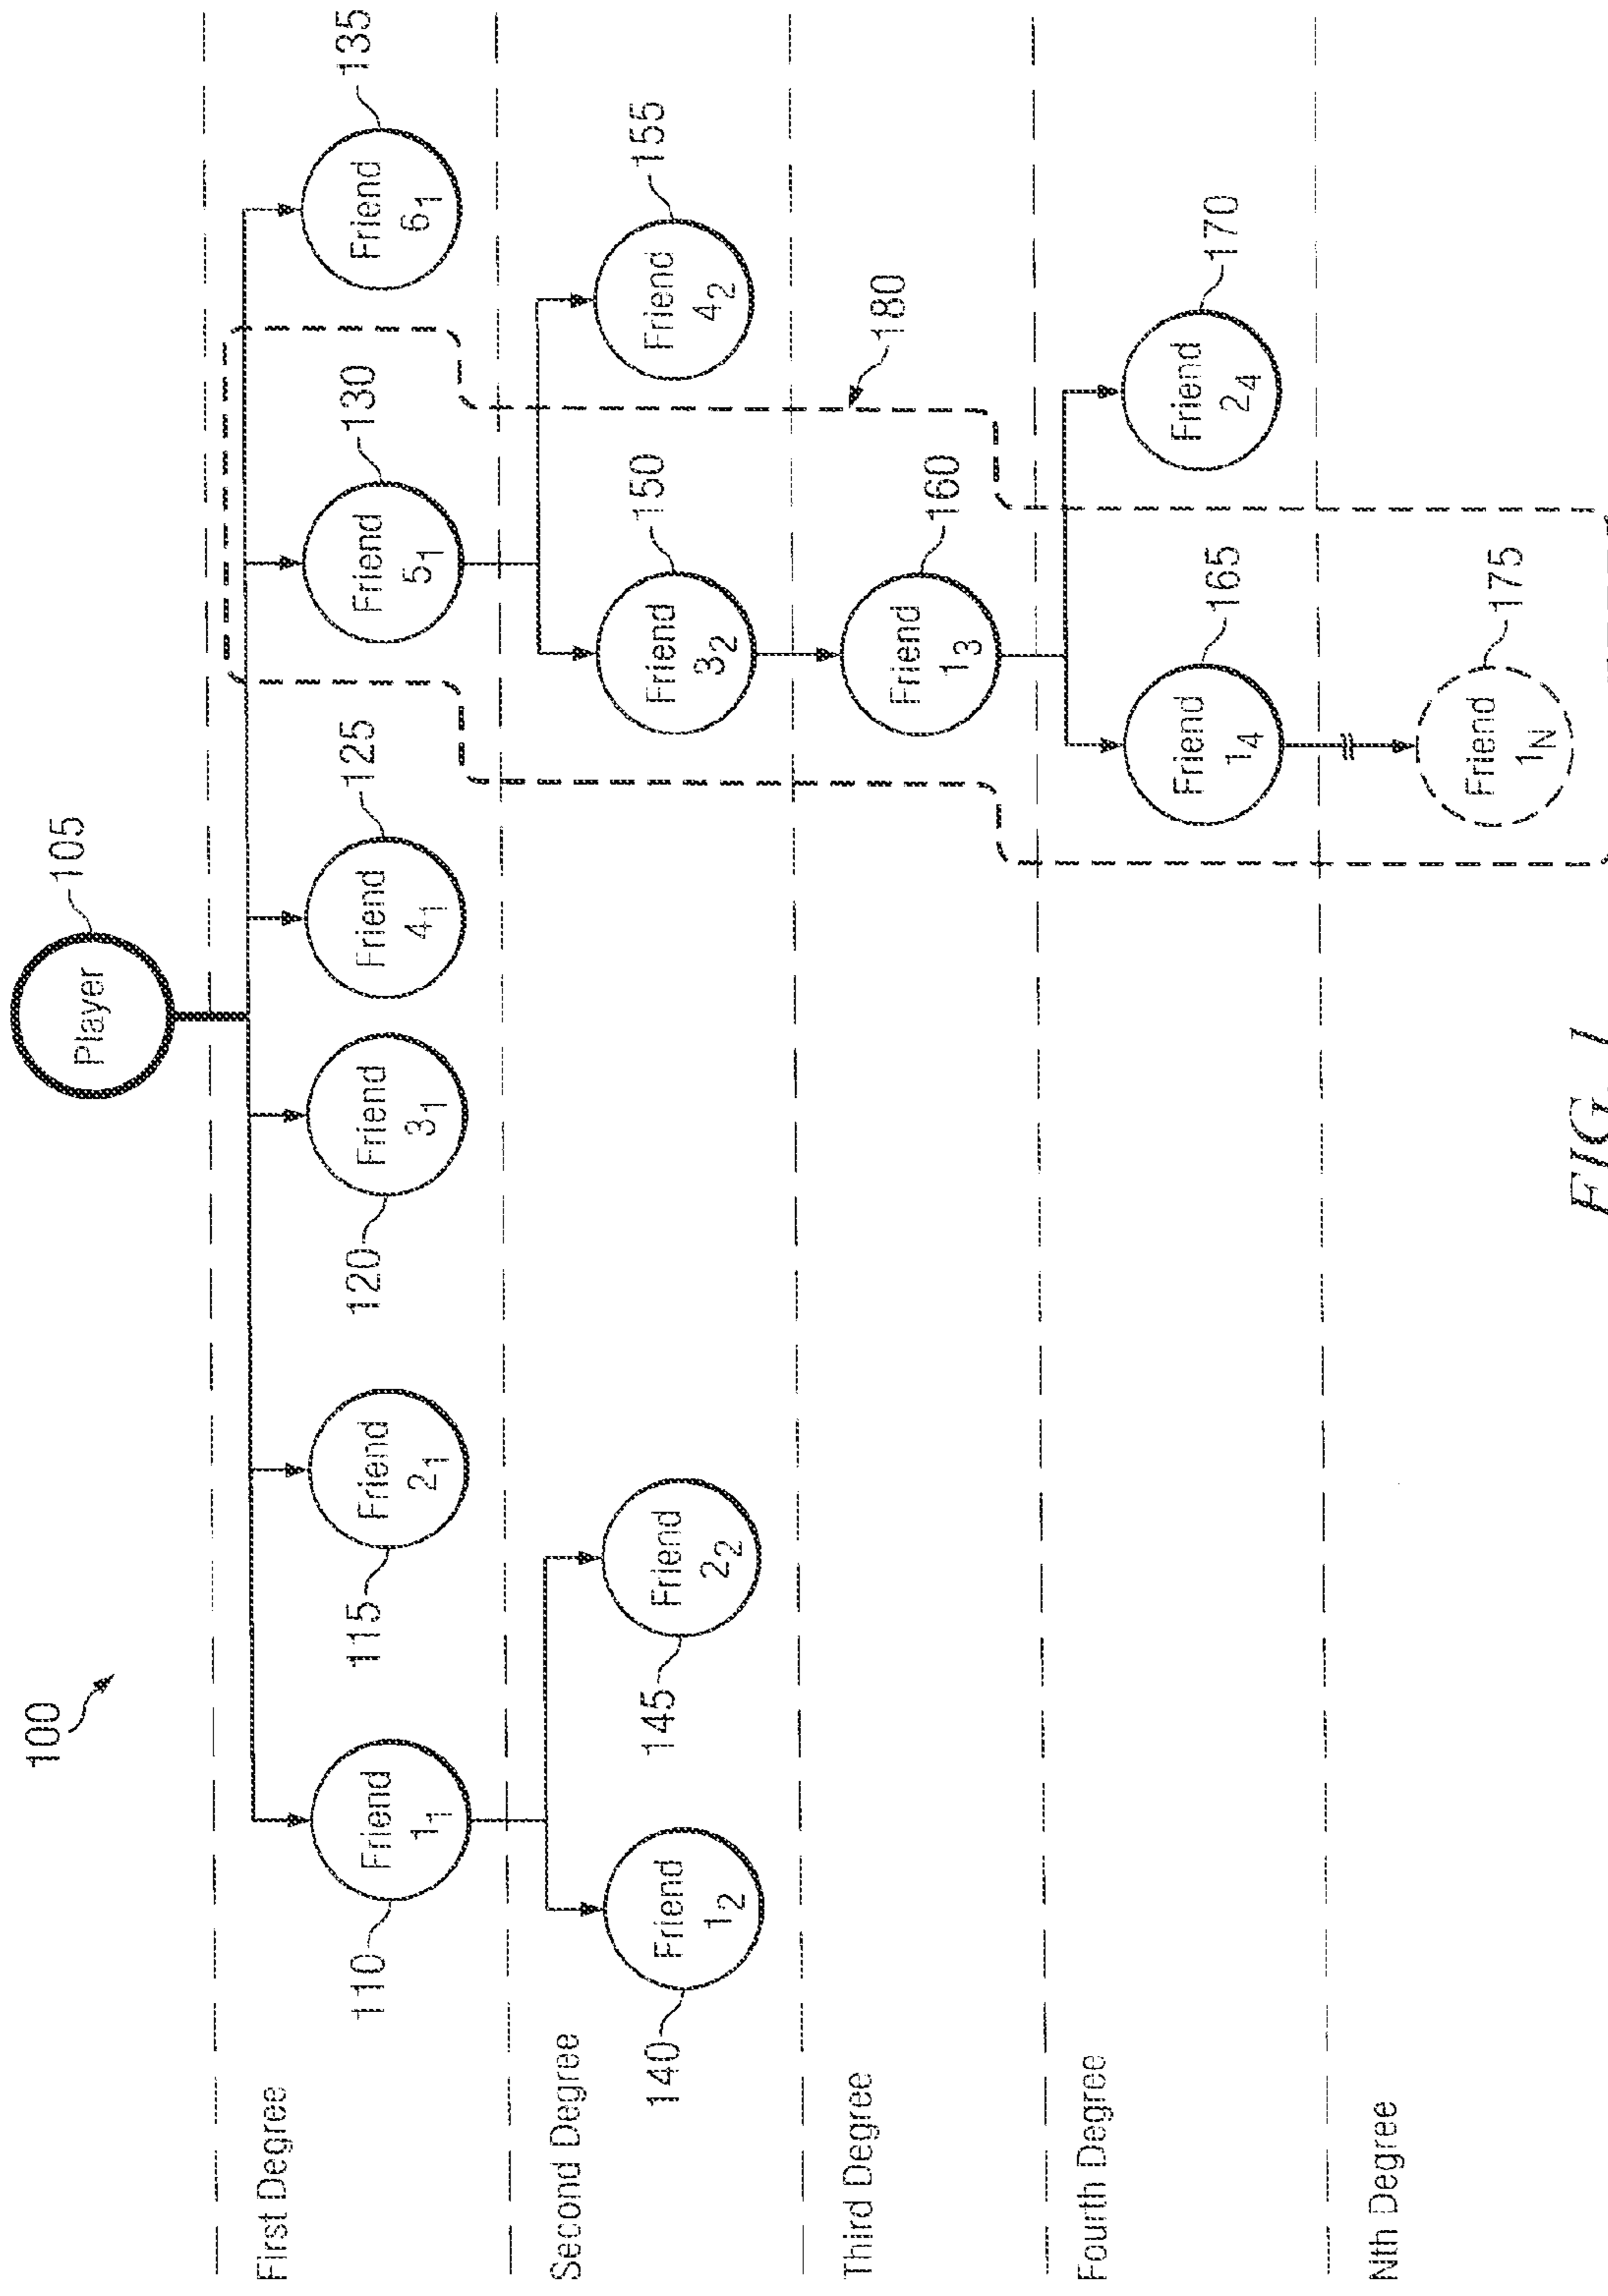 100
Player
105
First Degree
110
Friend
1₁
115
Friend
2₁
120
Friend
3₁
Friend
4₁
125
Friend
5₁
130
Friend
6₁
135
Second Degree
140
Friend
1₂
145
Friend
2₂
Friend
3₂
150
Friend
4₂
155
Third Degree
Friend
1₃
160
180
Fourth Degree
Friend
1₄
165
Friend
2₄
170
Nth Degree
Friend
1N
175
FIG. 1